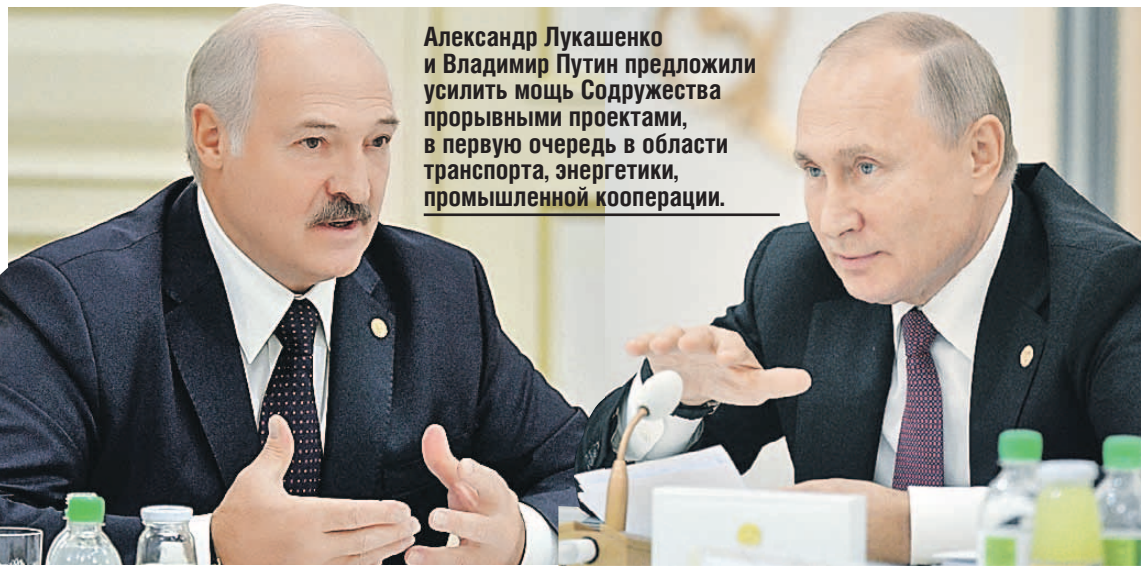 Александр Лукашенко
и Владимир Путин предложили
усилить мощь Содружества
прорывными проектами,
в первую очередь в области
транспорта, энергетики,
промышленной кооперации.